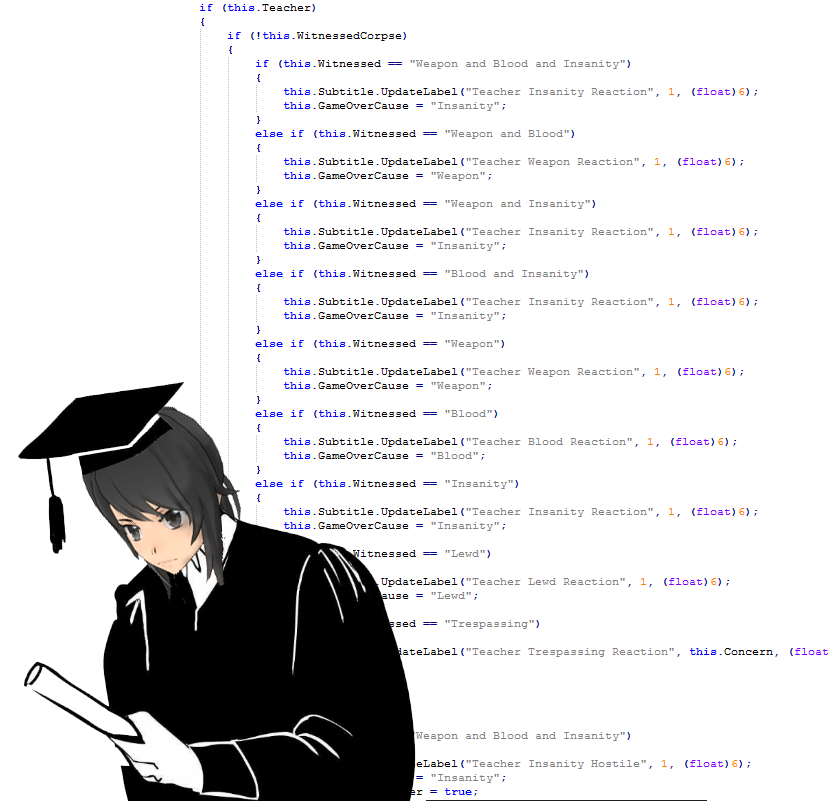 if (this.Teacher)
{
if (!this.WitnessedCorpse)
{
if (this.Witnessed == "Weapon and Blood and Insanity")
{
this.Subtitle.UpdateLabel("Teacher Insanity Reaction", 1, (float)6);
this.GameOverCause = "Insanity";
}
else if (this.Witnessed == "Weapon and Blood")
{
this.Subtitle.UpdateLabel("Teacher Weapon Reaction", 1, (float)6);
this.GameOverCause = "Weapon";
}
else if (this.Witnessed == "Weapon and Insanity")
{
this.Subtitle.UpdateLabel("Teacher Insanity Reaction", 1, (float)6);
this.GameOverCause = "Insanity";
}
else if (this.Witnessed == "Blood and Insanity")
{
this.Subtitle.UpdateLabel("Teacher Insanity Reaction", 1, (float)6);
this.GameOverCause = "Insanity";
}
else if (this.Witnessed == "Weapon")
{
this.Subtitle.UpdateLabel("Teacher Weapon Reaction", 1, (float)6);
this.GameOverCause = "Weapon";
}
else if (this.Witnessed == "Blood")
{
this.Subtitle.UpdateLabel("Teacher Blood Reaction", 1, (float)6);
this.GameOverCause = "Blood";
}
else if (this.Witnessed == "Insanity")
{
this.Subtitle.UpdateLabel("Teacher Insanity Reaction", 1, (float)6);
this.GameOverCause = "Insanity";
.Witnessed == "Lewd")
.UpdateLabel("Teacher Lewd Reaction", 1, (float)6);
ause = "Lewd";
ssed == "Trespassing")
dateLabel("Teacher Trespassing Reaction", this.Concern, (float
"Weapon and Blood and Insanity")
eLabel("Teacher Insanity Hostile", 1, (float)6);
= "Insanity";
er = true;